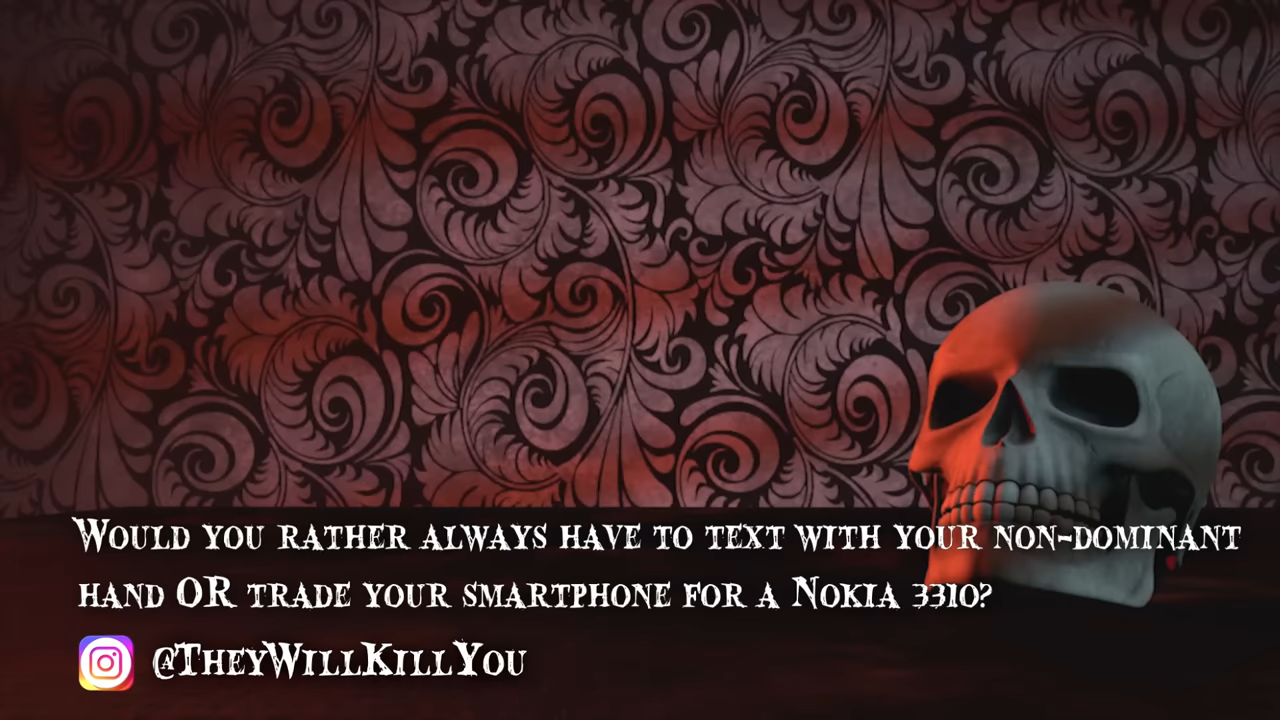 Would you rather always have to text with your non-dominant
hand OR trade your smartphone for a Nokia 3310?
@TheyWillKillYou